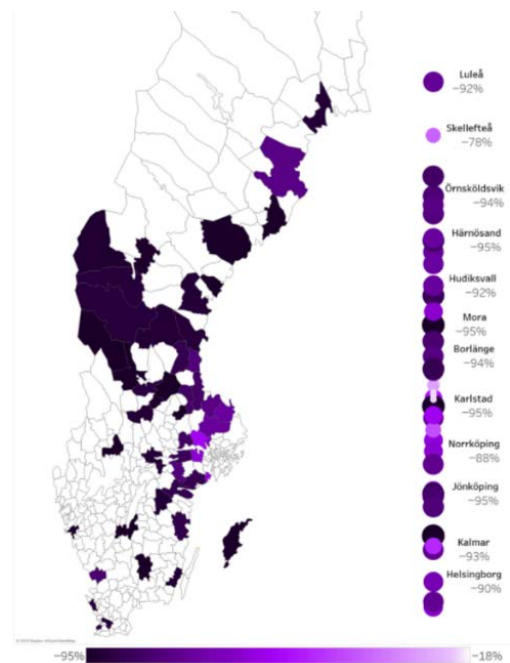 Luleå
−92%
Skellefteå
−78%
Örnsköldsvik
−94%
Härnösand
−95%
Hudiksvall
−92%
Mora
−95%
Borlänge
−94%
Karlstad
−95%
Norrköping
−88%
Jönköping
−95%
Kalmar
−93%
Helsingborg
−90%
−95%
−18%